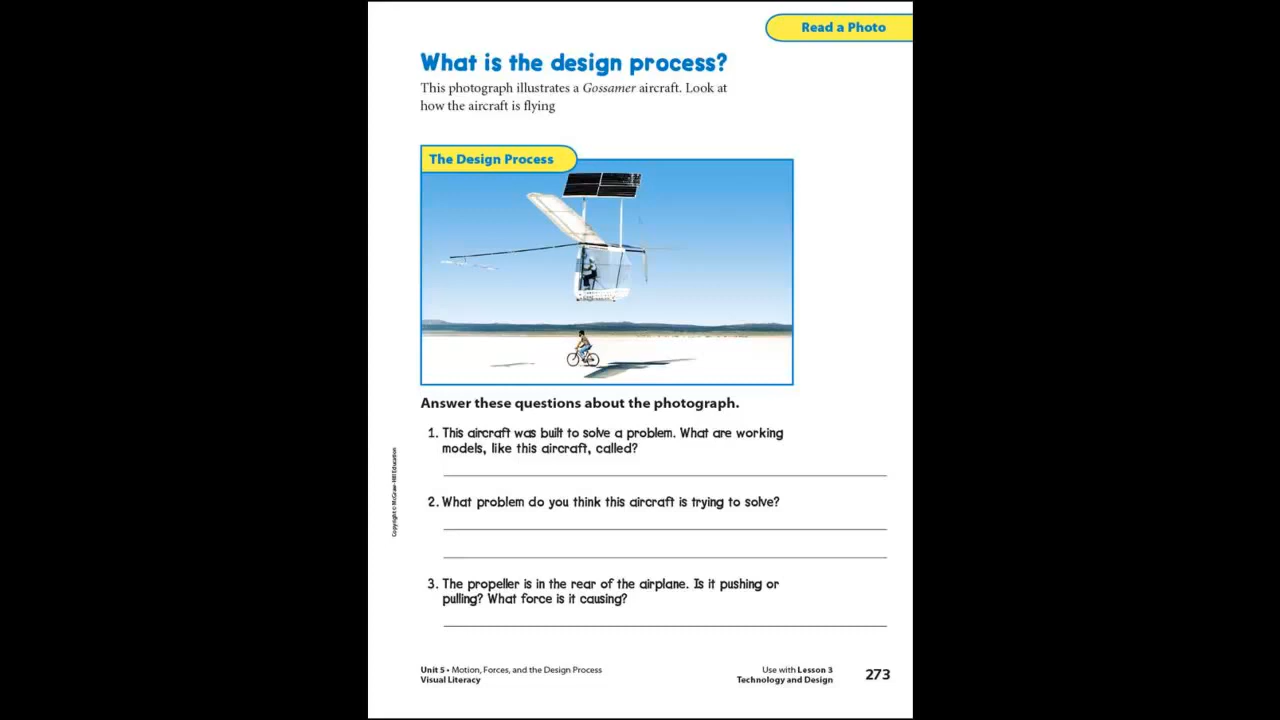 Read a Photo
What is the design process?
This photograph illustrates a Gossamer aircraft. Look at
how the aircraft is flying
The Design Process
Answer these questions about the photograph.
1. This aircraft was built to solve a problem. What are working
models, like this aircraft, called?
2. What problem do you think this aircraft is trying to solve?
3. The propeller is in the rear of the airplane. Is it pushing or
pulling? What force is it causing?
Copyright © McGraw-Hill Education
Unit 5 • Motion, Forces, and the Design Process
Visual Literacy
Use with Lesson 3
Technology and Design
273